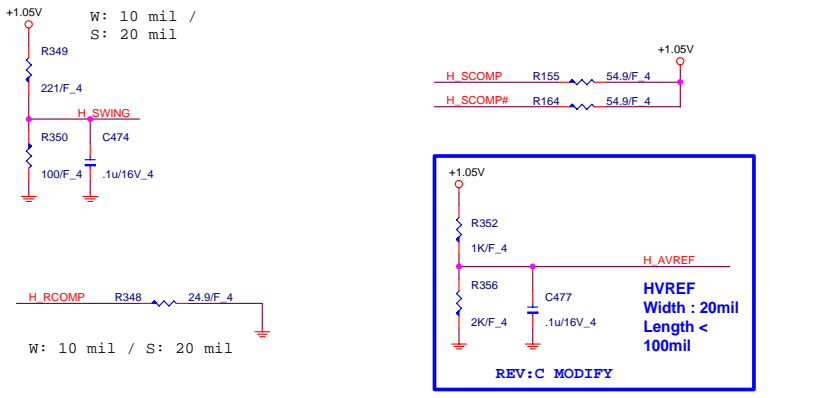 +1.05V
W: 10 mil /
S: 20 mil
R349
221/F_4
H_SWING
R350
C474
100/F_4
.1u/16V_4
+1.05V
H_SCOMP
R155
54.9/F_4
H_SCOMP#
R164
54.9/F_4
+1.05V
R352
1K/F_4
H_AVREF
R356
C477
2K/F_4
.1u/16V_4
HVREF
Width : 20mil
Length <
100mil
REV:C MODIFY
H_RCOMP
R348
24.9/F_4
W: 10 mil / S: 20 mil